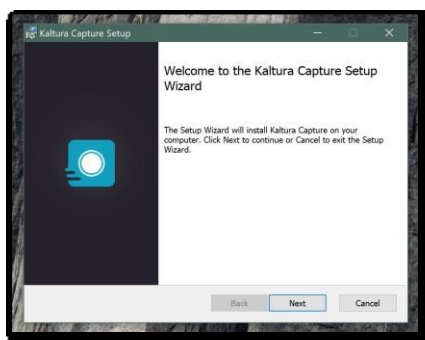 Kaltura Capture Setup
Welcome to the Kaltura Capture Setup
Wizard
The Setup Wizard will install Kaltura Capture on your
computer. Click Next to continue or Cancel to exit the Setup
Wizard.
Back Next Cancel